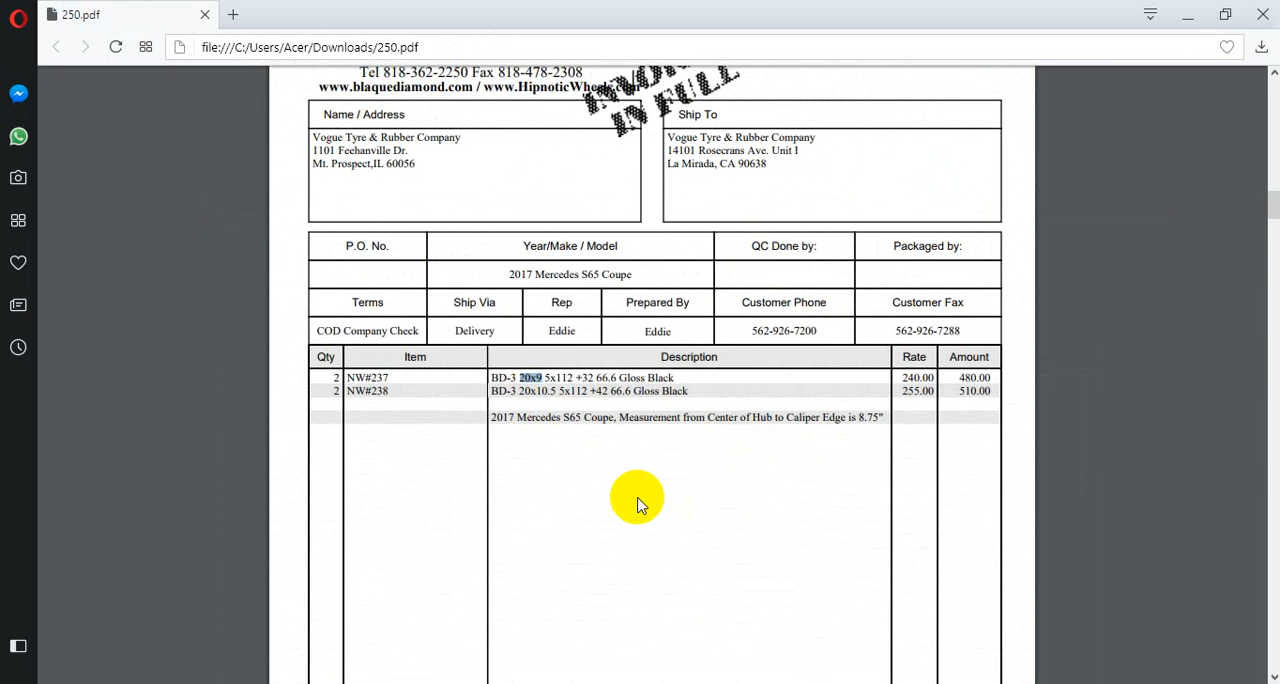 250.pdf
file:///C:/Users/Acer/Downloads/250.pdf
Tel 818-362-2250 Fax 818-478-2308
www.blaquediamond.com / www.HipnoticWheels.com
IN FULL
Name / Address
Vogue Tyre & Rubber Company
1101 Feehanville Dr.
Mt. Prospect,IL 60056
Ship To
Vogue Tyre & Rubber Company
14101 Rosecrans Ave. Unit I
La Mirada, CA 90638
P.O. No. Year/Make / Model QC Done by: Packaged by:
2017 Mercedes S65 Coupe
Terms Ship Via Rep Prepared By Customer Phone Customer Fax
COD Company Check Delivery Eddie Eddie 562-926-7200 562-926-7288
Qty Item Description Rate Amount
2 NW#237 BD-3 20x9 5x112 +32 66.6 Gloss Black 240.00 480.00
2 NW#238 BD-3 20x10.5 5x112 +42 66.6 Gloss Black 255.00 510.00
2017 Mercedes S65 Coupe, Measurement from Center of Hub to Caliper Edge is 8.75"